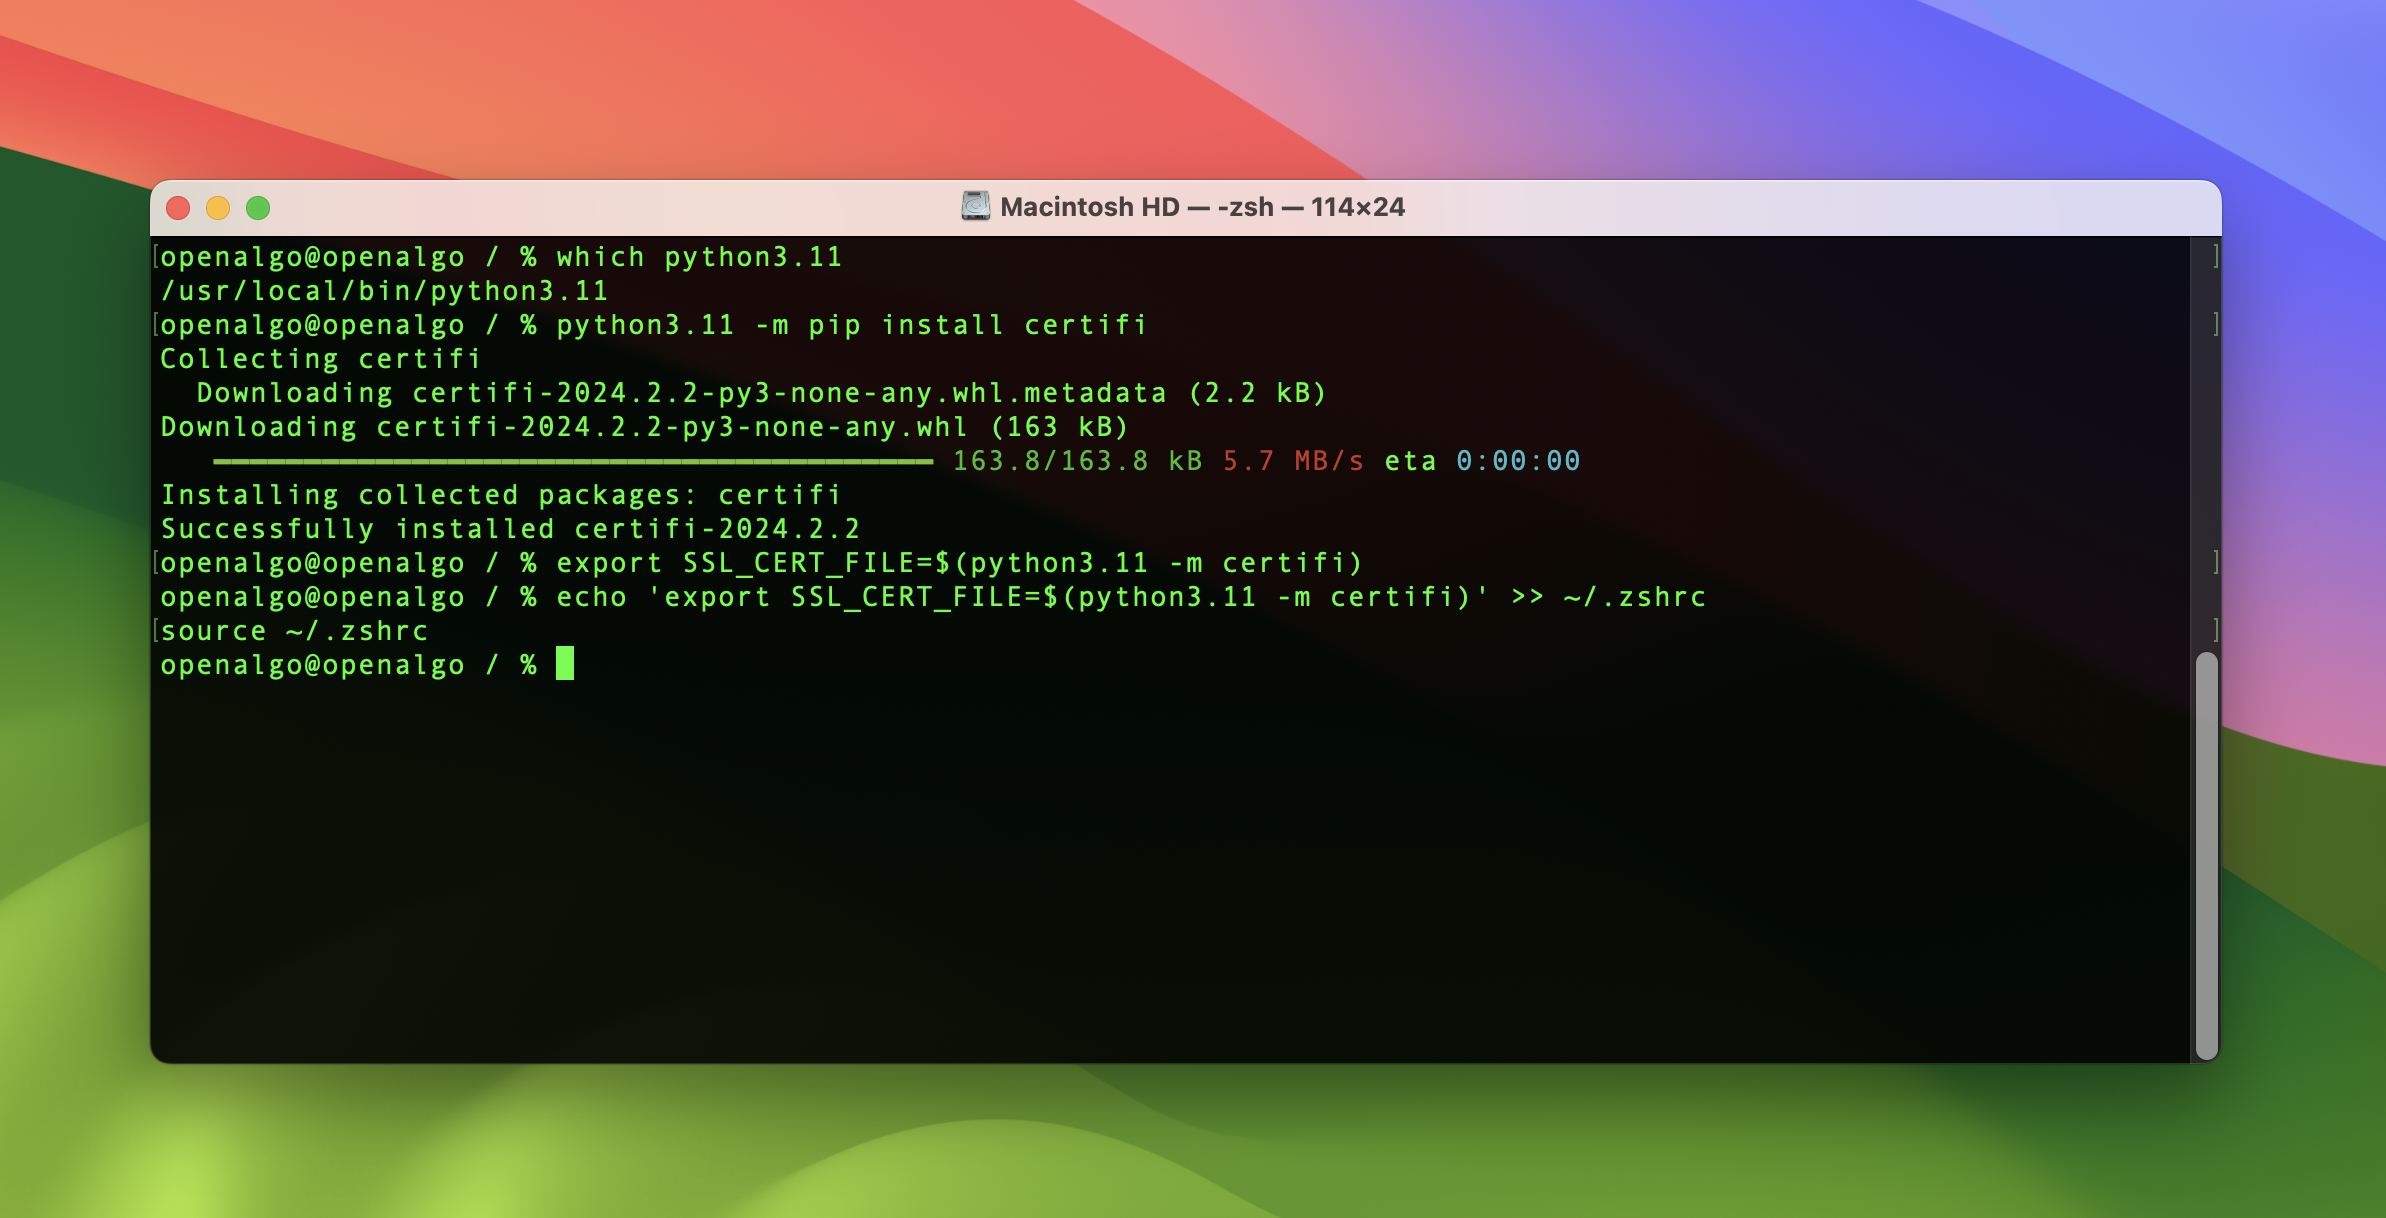 Macintosh HD — -zsh — 114×24
openalgo@openalgo / % which python3.11
/usr/local/bin/python3.11
openalgo@openalgo / % python3.11 -m pip install certifi
Collecting certifi
  Downloading certifi-2024.2.2-py3-none-any.whl.metadata (2.2 kB)
Downloading certifi-2024.2.2-py3-none-any.whl (163 kB)
163.8/163.8 kB 5.7 MB/s eta 0:00:00
Installing collected packages: certifi
Successfully installed certifi-2024.2.2
openalgo@openalgo / % export SSL_CERT_FILE=$(python3.11 -m certifi)
openalgo@openalgo / % echo 'export SSL_CERT_FILE=$(python3.11 -m certifi)' >> ~/.zshrc
source ~/.zshrc
openalgo@openalgo / %